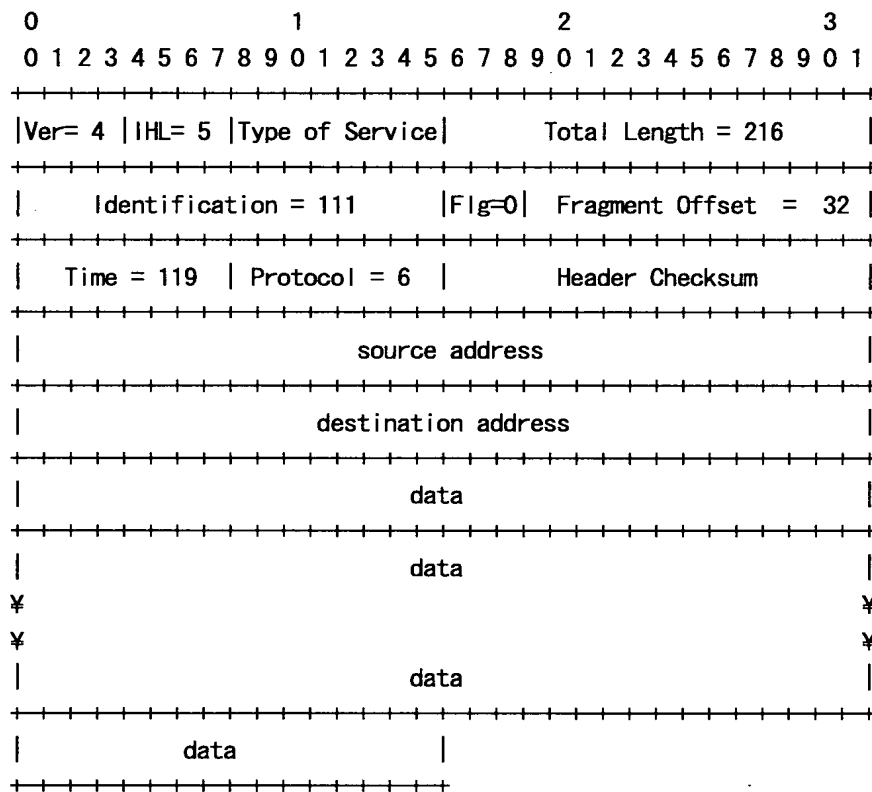 0 1 2 3
0 1 2 3 4 5 6 7 8 9 0 1 2 3 4 5 6 7 8 9 0 1 2 3 4 5 6 7 8 9 0 1
+-+-+-+-+-+-+-+-+-+-+-+-+-+-+-+-+-+-+-+-+-+-+-+-+-+-+-+-+-+-+-+-+
|Ver= 4 |IHL= 5 |Type of Service| Total Length = 216 |
+-+-+-+-+-+-+-+-+-+-+-+-+-+-+-+-+-+-+-+-+-+-+-+-+-+-+-+-+-+-+-+-+
| Identification = 111 |Flg=0| Fragment Offset = 32 |
+-+-+-+-+-+-+-+-+-+-+-+-+-+-+-+-+-+-+-+-+-+-+-+-+-+-+-+-+-+-+-+-+
| Time = 119 | Protocol = 6 | Header Checksum |
+-+-+-+-+-+-+-+-+-+-+-+-+-+-+-+-+-+-+-+-+-+-+-+-+-+-+-+-+-+-+-+-+
| source address |
+-+-+-+-+-+-+-+-+-+-+-+-+-+-+-+-+-+-+-+-+-+-+-+-+-+-+-+-+-+-+-+-+
| destination address |
+-+-+-+-+-+-+-+-+-+-+-+-+-+-+-+-+-+-+-+-+-+-+-+-+-+-+-+-+-+-+-+-+
| data |
+-+-+-+-+-+-+-+-+-+-+-+-+-+-+-+-+-+-+-+-+-+-+-+-+-+-+-+-+-+-+-+-+
| data |
¥ ¥
¥ ¥
| data |
+-+-+-+-+-+-+-+-+-+-+-+-+-+-+-+-+-+-+-+-+-+-+-+-+-+-+-+-+-+-+-+-+
| data |
+-+-+-+-+-+-+-+-+-+-+-+-+-+-+-+-+